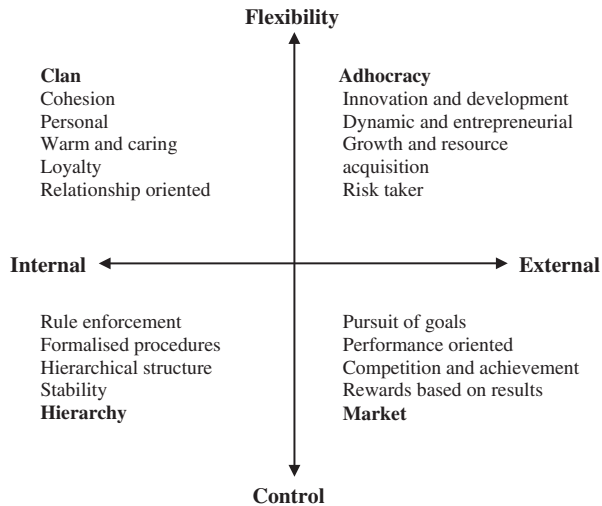 Flexibility
Clan
Cohesion
Personal
Warm and caring
Loyalty
Relationship oriented
Adhocracy
Innovation and development
Dynamic and entrepreneurial
Growth and resource
acquisition
Risk taker
Internal
External
Rule enforcement
Formalised procedures
Hierarchical structure
Stability
Hierarchy
Pursuit of goals
Performance oriented
Competition and achievement
Rewards based on results
Market
Control